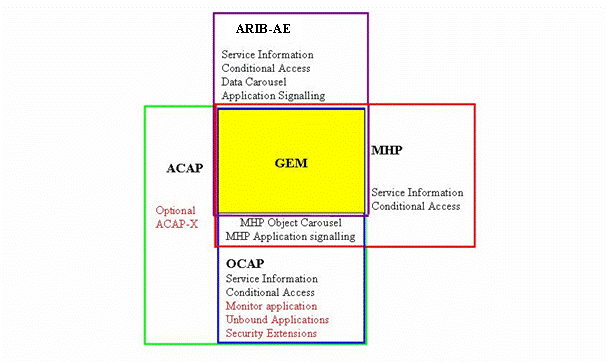 ARIB-AE
Service Information
Conditional Access
Data Carousel
Application Signalling
GEM
MHP
Service Information
Conditional Access
ACAP
Optional
ACAP-X
MHP Object Carousel
MHP Application signalling
OCAP
Service Information
Conditional Access
Monitor application
Unbound Applications
Security Extensions